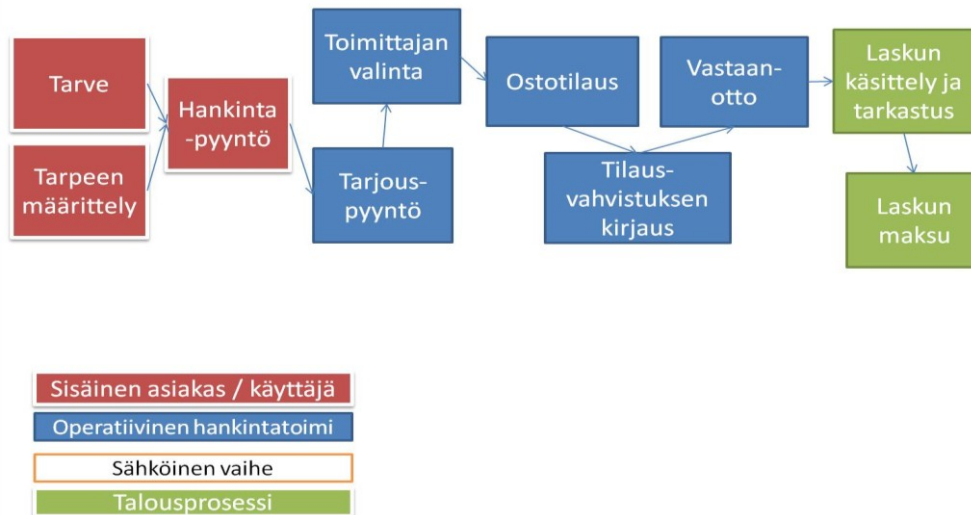 Tarve
Tarpeen
määrittely
Hankinta
-pyyntö
Toimittajan
valinta
Tarjous-
pyyntö
Ostotilaus
Tilaus-
vahvistuksen
kirjaus
Vastaan-
otto
Laskun
käsittely ja
tarkastus
Laskun
maksu
Sisäinen asiakas / käyttäjä
Operatiivinen hankintatoimi
Sähköinen vaihe
Talousprosessi